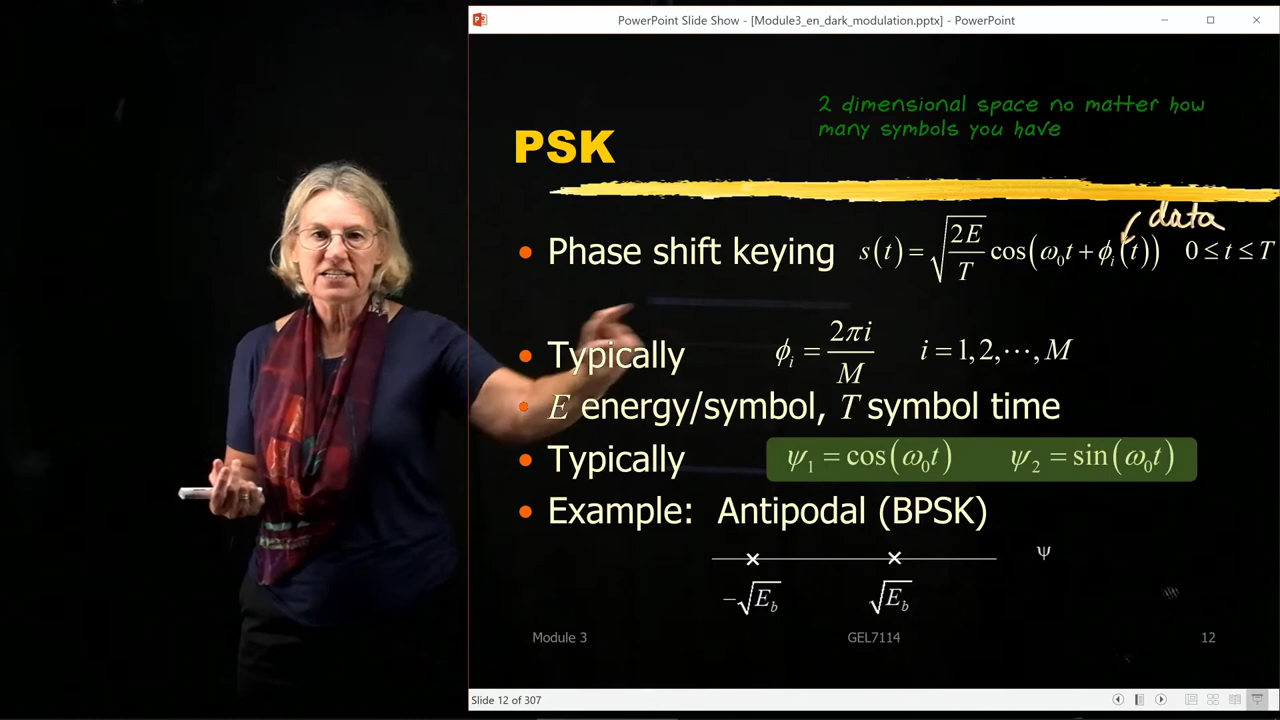 PowerPoint Slide Show - [Module3_en_dark_modulation.pptx] - PowerPoint
2 dimensional space no matter how
many symbols you have
PSK
data
• Phase shift keying s(t) = √(2E/T) cos(ω₀t + ϕᵢ(t)) 0 ≤ t ≤ T
• Typically ϕᵢ = 2πi/M i = 1, 2, ⋯, M
• E energy/symbol, T symbol time
• Typically ψ₁ = cos(ω₀t) ψ₂ = sin(ω₀t)
• Example: Antipodal (BPSK)
ψ
−√E_b √E_b
Module 3 GEL7114 12
Slide 12 of 307